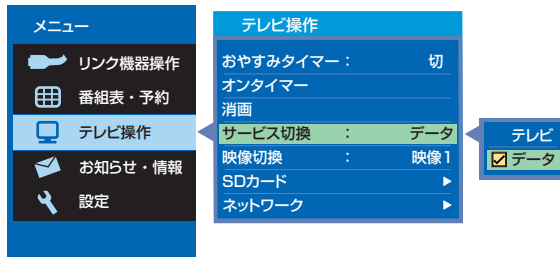 メニュー
リンク機器操作
番組表・予約
テレビ操作
お知らせ・情報
設定
テレビ操作
おやすみタイマー： 切
オンタイマー
消画
サービス切換 ： データ
映像切換 ： 映像1
SDカード
ネットワーク
テレビ
データ